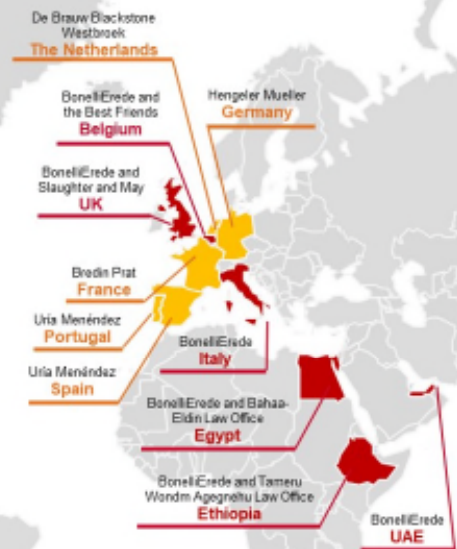 De Brauw Blackstone
Westbroek
The Netherlands
BonelliErede and
the Best Friends
Belgium
Hengeler Mueller
Germany
BonelliErede and
Slaughter and May
UK
Bredin Prat
France
Uría Menéndez
Portugal
Uría Menéndez
Spain
BonelliErede
Italy
BonelliErede and Bahaa-
Eldin Law Office
Egypt
BonelliErede and Tameru
Wondm Agegnehu Law Office
Ethiopia
BonelliErede
UAE